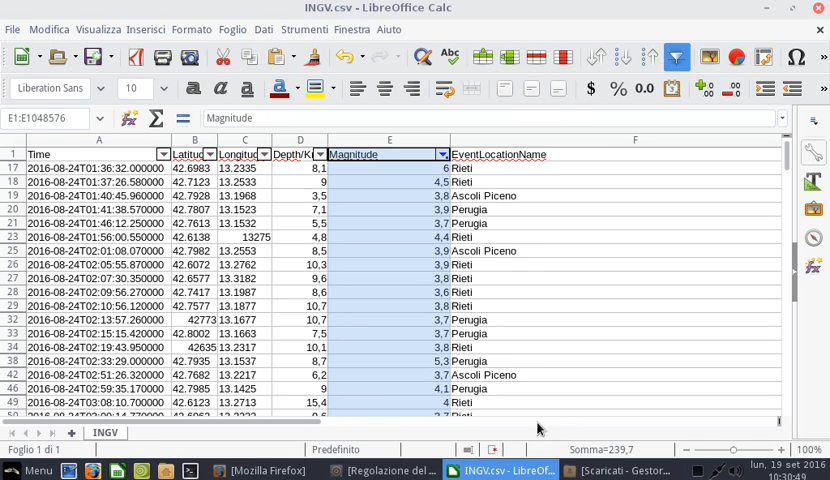 INGV.csv - LibreOffice Calc
File Modifica Visualizza Inserisci Formato Foglio Dati Strumenti Finestra Aiuto
Liberation Sans 10 $ % 0.0
E1:E1048576 Magnitude
A B C D E F
1 Time Latitud Longitud Depth/K Magnitude EventLocationName
17 2016-08-24T01:36:32.000000 42.6983 13.2335 8,1 6 Rieti
18 2016-08-24T01:37:26.580000 42.7123 13.2533 9 4,5 Rieti
19 2016-08-24T01:40:45.960000 42.7928 13.1968 3,5 3,8 Ascoli Piceno
20 2016-08-24T01:41:38.570000 42.7807 13.1523 7,1 3,9 Perugia
21 2016-08-24T01:46:12.250000 42.7613 13.1532 5,5 3,7 Perugia
23 2016-08-24T01:56:00.550000 42.6138 13275 4,8 4,4 Rieti
25 2016-08-24T02:01:08.070000 42.7982 13.2553 8,5 3,9 Ascoli Piceno
26 2016-08-24T02:05:55.870000 42.6072 13.2762 10,3 3,9 Rieti
27 2016-08-24T02:07:30.350000 42.6577 13.3182 9,6 3,8 Rieti
28 2016-08-24T02:09:56.270000 42.7417 13.1987 8,6 3,6 Rieti
29 2016-08-24T02:10:56.120000 42.7577 13.1877 10,7 3,8 Rieti
32 2016-08-24T02:13:57.260000 42773 13.1677 10,7 3,7 Perugia
33 2016-08-24T02:15:15.420000 42.8002 13.1663 7,5 3,7 Perugia
34 2016-08-24T02:19:43.950000 42635 13.2317 10,1 3,8 Rieti
38 2016-08-24T02:33:29.000000 42.7935 13.1537 8,7 5,3 Perugia
42 2016-08-24T02:51:26.320000 42.7682 13.2217 6,2 3,7 Ascoli Piceno
46 2016-08-24T02:59:35.170000 42.7985 13.1425 9 4,1 Perugia
49 2016-08-24T03:08:10.700000 42.6123 13.2713 15,4 4 Rieti
INGV
Foglio 1 di 1 Predefinito Somma=239,7 100%
Menu [Mozilla Firefox] [Regolazione del ... INGV.csv - LibreOf... [Scaricati - Gestor... lun, 19 set 2016
10:30:49